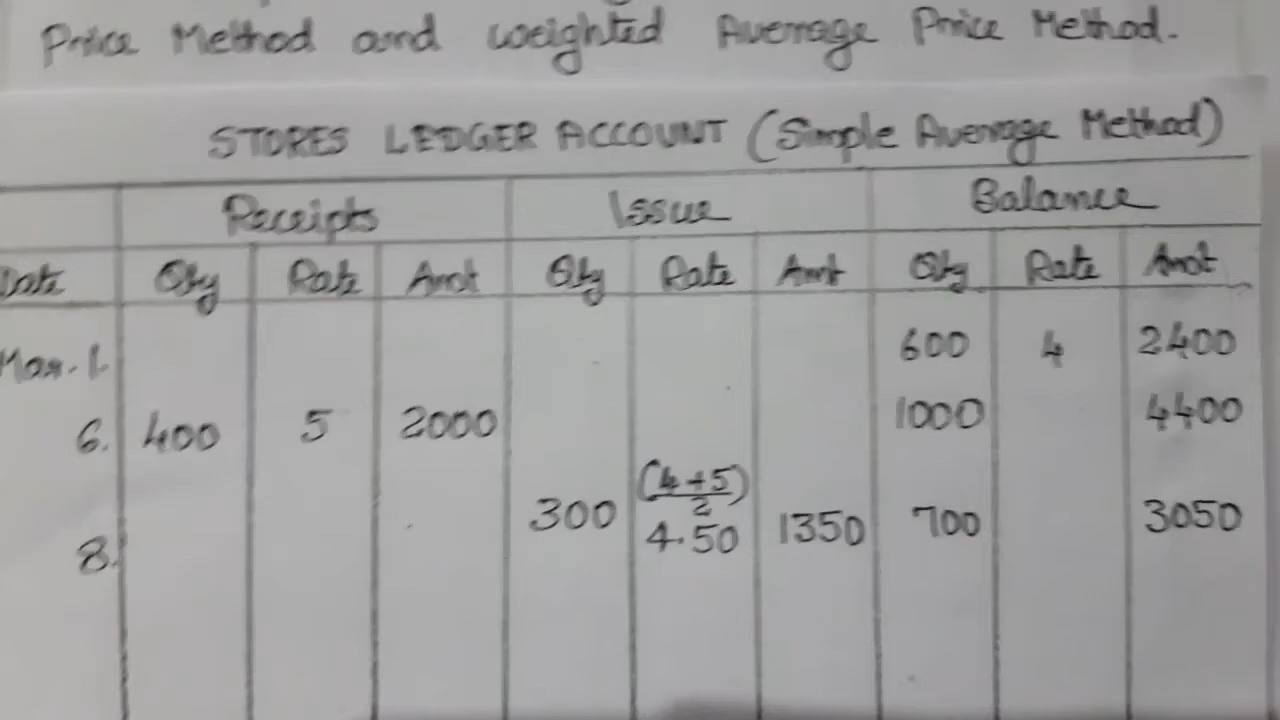 Price Method and weighted Average Price Method.
STORES LEDGER ACCOUNT (Simple Average Method)
Receipts Issue Balance
Date Qty Rate Amot Qty Rate Amt Qty Rate Amot
Mar. 1. 600 4 2400
6. 400 5 2000 1000 4400
(4+5)
2
8. 300 4.50 1350 700 3050